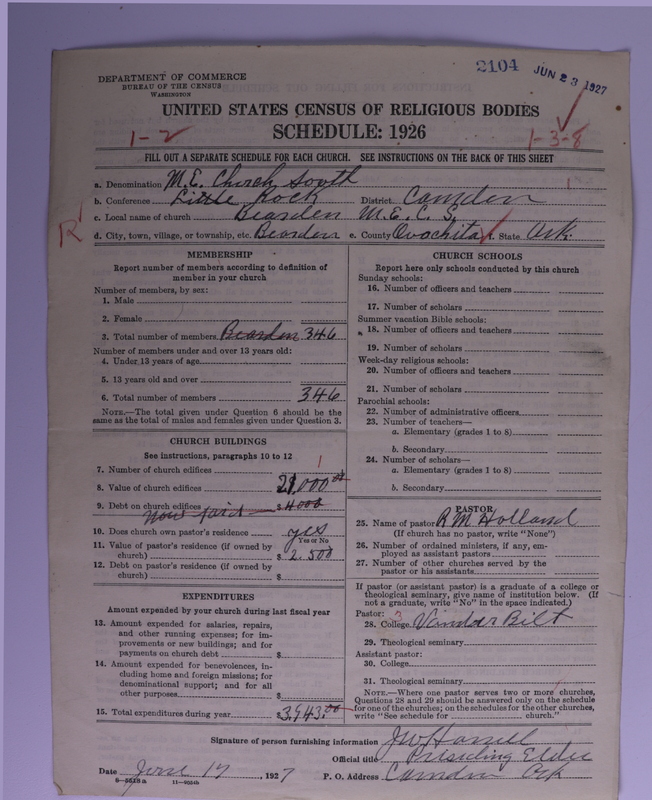 2104 JUN 23 1927
DEPARTMENT OF COMMERCE
BUREAU OF THE CENSUS
WASHINGTON
UNITED STATES CENSUS OF RELIGIOUS BODIES
SCHEDULE: 1926
1-2 1-3-8
FILL OUT A SEPARATE SCHEDULE FOR EACH CHURCH. SEE INSTRUCTIONS ON THE BACK OF THIS SHEET
a. Denomination M.E. Church South
b. Conference Little Rock District Camden
c. Local name of church Bearden M.E.C.S.
R
d. City, town, village, or township, etc. Bearden e. County Ouachita f. State Ark.
MEMBERSHIP
Report number of members according to definition of
member in your church
Number of members, by sex:
1. Male
2. Female
3. Total number of members Bearden 346
Number of members under and over 13 years old:
4. Under 13 years of age
5. 13 years old and over
6. Total number of members 346
NOTE.—The total given under Question 6 should be the
same as the total of males and females given under Question 3.
CHURCH BUILDINGS
See instructions, paragraphs 10 to 12
7. Number of church edifices 1
8. Value of church edifices 21,000.00
9. Debt on church edifices $ 4000
Now paid
10. Does church own pastor's residence yes
Yes or No
11. Value of pastor's residence (if owned by
church) $ 2.500
12. Debt on pastor's residence (if owned by
church) $
EXPENDITURES
Amount expended by your church during last fiscal year
13. Amount expended for salaries, repairs,
and other running expenses; for im-
provements or new buildings; and for
payments on church debt $
14. Amount expended for benevolences, in-
cluding home and foreign missions; for
denominational support; and for all
other purposes
15. Total expenditures during year $3,943.00
CHURCH SCHOOLS
Report here only schools conducted by this church
Sunday schools:
16. Number of officers and teachers
17. Number of scholars
Summer vacation Bible schools:
18. Number of officers and teachers
19. Number of scholars
Week-day religious schools:
20. Number of officers and teachers
21. Number of scholars
Parochial schools:
22. Number of administrative officers
23. Number of teachers—
a. Elementary (grades 1 to 8)
b. Secondary
24. Number of scholars—
a. Elementary (grades 1 to 8)
b. Secondary
PASTOR
25. Name of pastor R M Holland
(If church has no pastor, write "None")
26. Number of ordained ministers, if any, em-
ployed as assistant pastors
27. Number of other churches served by the
pastor or his assistants
If pastor (or assistant pastor) is a graduate of a college or
theological seminary, give name of institution below. (If
not a graduate, write "No" in the space indicated.)
Pastor: 3
28. College Vandar Bilt
29. Theological seminary
Assistant pastor:
30. College
31. Theological seminary
NOTE.—Where one pastor serves two or more churches,
Questions 28 and 29 should be answered only on the schedule
for one of the churches; on the schedules for the other churches,
write "See schedule for church."
Signature of person furnishing information J W Harrell
Official title Presiding Elder
Date June 17, 1927 P. O. Address Camden Ark